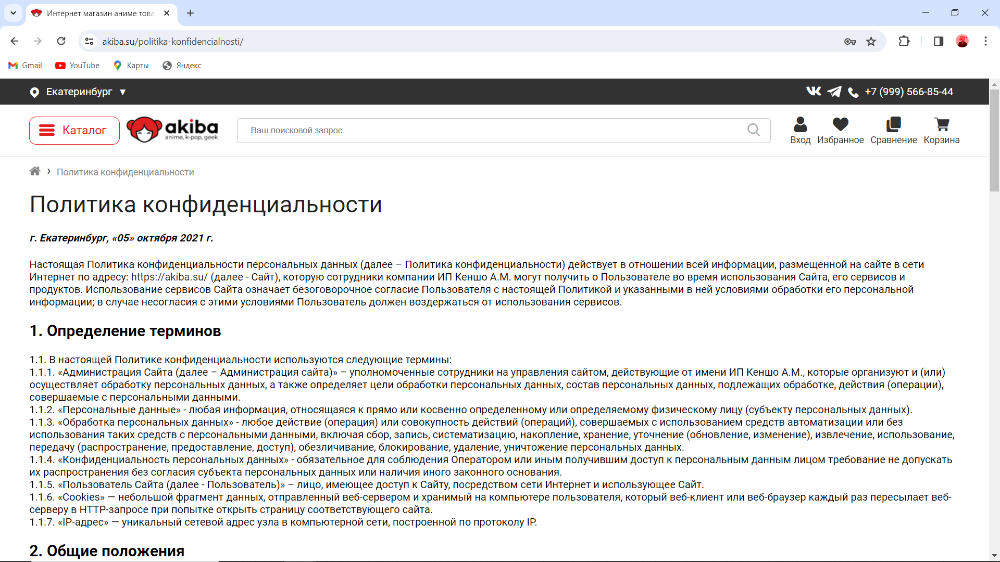 Интернет магазин аниме това
akiba.su/politika-konfidencialnosti/
Gmail YouTube Карты Яндекс
Екатеринбург ▼
+7 (999) 566-85-44
Каталог
akiba
anime, k-pop, geek
Ваш поисковой запрос...
Вход Избранное Сравнение Корзина
Политика конфиденциальности
Политика конфиденциальности
г. Екатеринбург, «05» октября 2021 г.
Настоящая Политика конфиденциальности персональных данных (далее – Политика конфиденциальности) действует в отношении всей информации, размещенной на сайте в сети
Интернет по адресу: https://akiba.su/ (далее - Сайт), которую сотрудники компании ИП Кеншо А.М. могут получить о Пользователе во время использования Сайта, его сервисов и
продуктов. Использование сервисов Сайта означает безоговорочное согласие Пользователя с настоящей Политикой и указанными в ней условиями обработки его персональной
информации; в случае несогласия с этими условиями Пользователь должен воздержаться от использования сервисов.
1. Определение терминов
1.1. В настоящей Политике конфиденциальности используются следующие термины:
1.1.1. «Администрация Сайта (далее – Администрация сайта)» – уполномоченные сотрудники на управления сайтом, действующие от имени ИП Кеншо А.М., которые организуют и (или)
осуществляет обработку персональных данных, а также определяет цели обработки персональных данных, состав персональных данных, подлежащих обработке, действия (операции),
совершаемые с персональными данными.
1.1.2. «Персональные данные» - любая информация, относящаяся к прямо или косвенно определенному или определяемому физическому лицу (субъекту персональных данных).
1.1.3. «Обработка персональных данных» - любое действие (операция) или совокупность действий (операций), совершаемых с использованием средств автоматизации или без
использования таких средств с персональными данными, включая сбор, запись, систематизацию, накопление, хранение, уточнение (обновление, изменение), извлечение, использование,
передачу (распространение, предоставление, доступ), обезличивание, блокирование, удаление, уничтожение персональных данных.
1.1.4. «Конфиденциальность персональных данных» - обязательное для соблюдения Оператором или иным получившим доступ к персональным данным лицом требование не допускать
их распространения без согласия субъекта персональных данных или наличия иного законного основания.
1.1.5. «Пользователь Сайта (далее - Пользователь)» – лицо, имеющее доступ к Сайту, посредством сети Интернет и использующее Сайт.
1.1.6. «Cookies» — небольшой фрагмент данных, отправленный веб-сервером и хранимый на компьютере пользователя, который веб-клиент или веб-браузер каждый раз пересылает веб-
серверу в HTTP-запросе при попытке открыть страницу соответствующего сайта.
1.1.7. «IP-адрес» — уникальный сетевой адрес узла в компьютерной сети, построенной по протоколу IP.
2. Общие положения